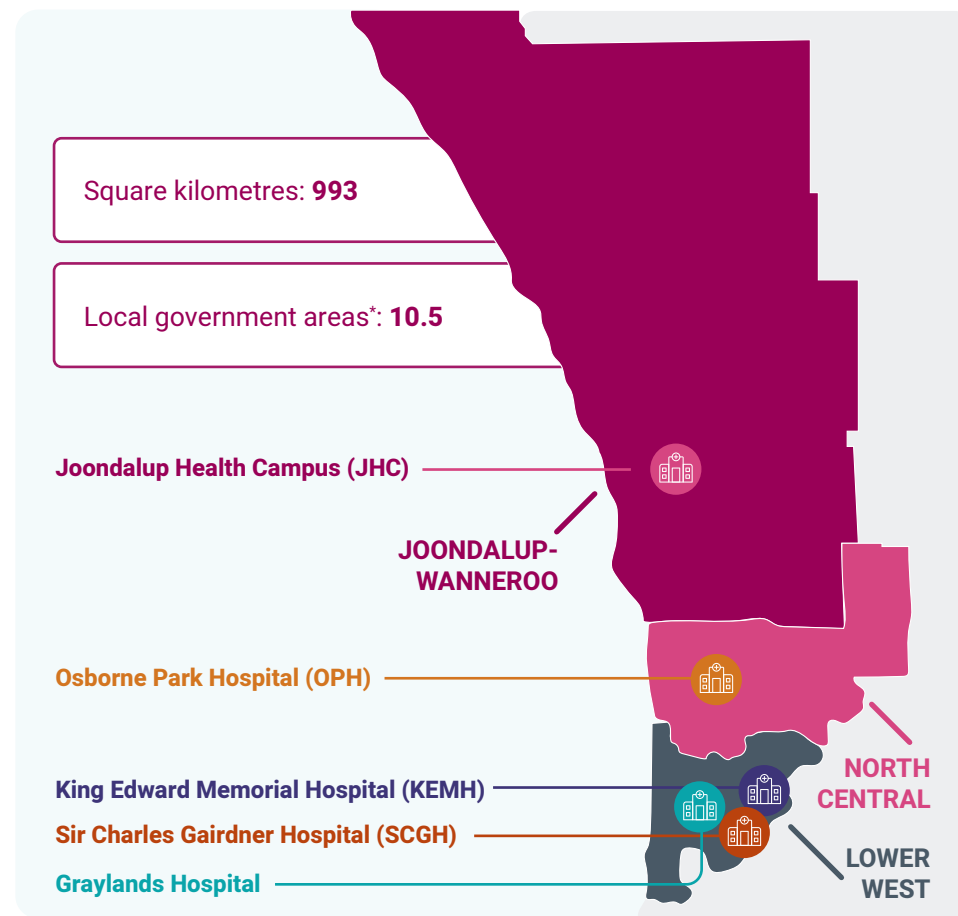 Square kilometres: 993
Local government areas*: 10.5
Joondalup Health Campus (JHC)
JOONDALUP-
WANNEROO
Osborne Park Hospital (OPH)
NORTH
CENTRAL
King Edward Memorial Hospital (KEMH)
Sir Charles Gairdner Hospital (SCGH)
LOWER
WEST
Graylands Hospital